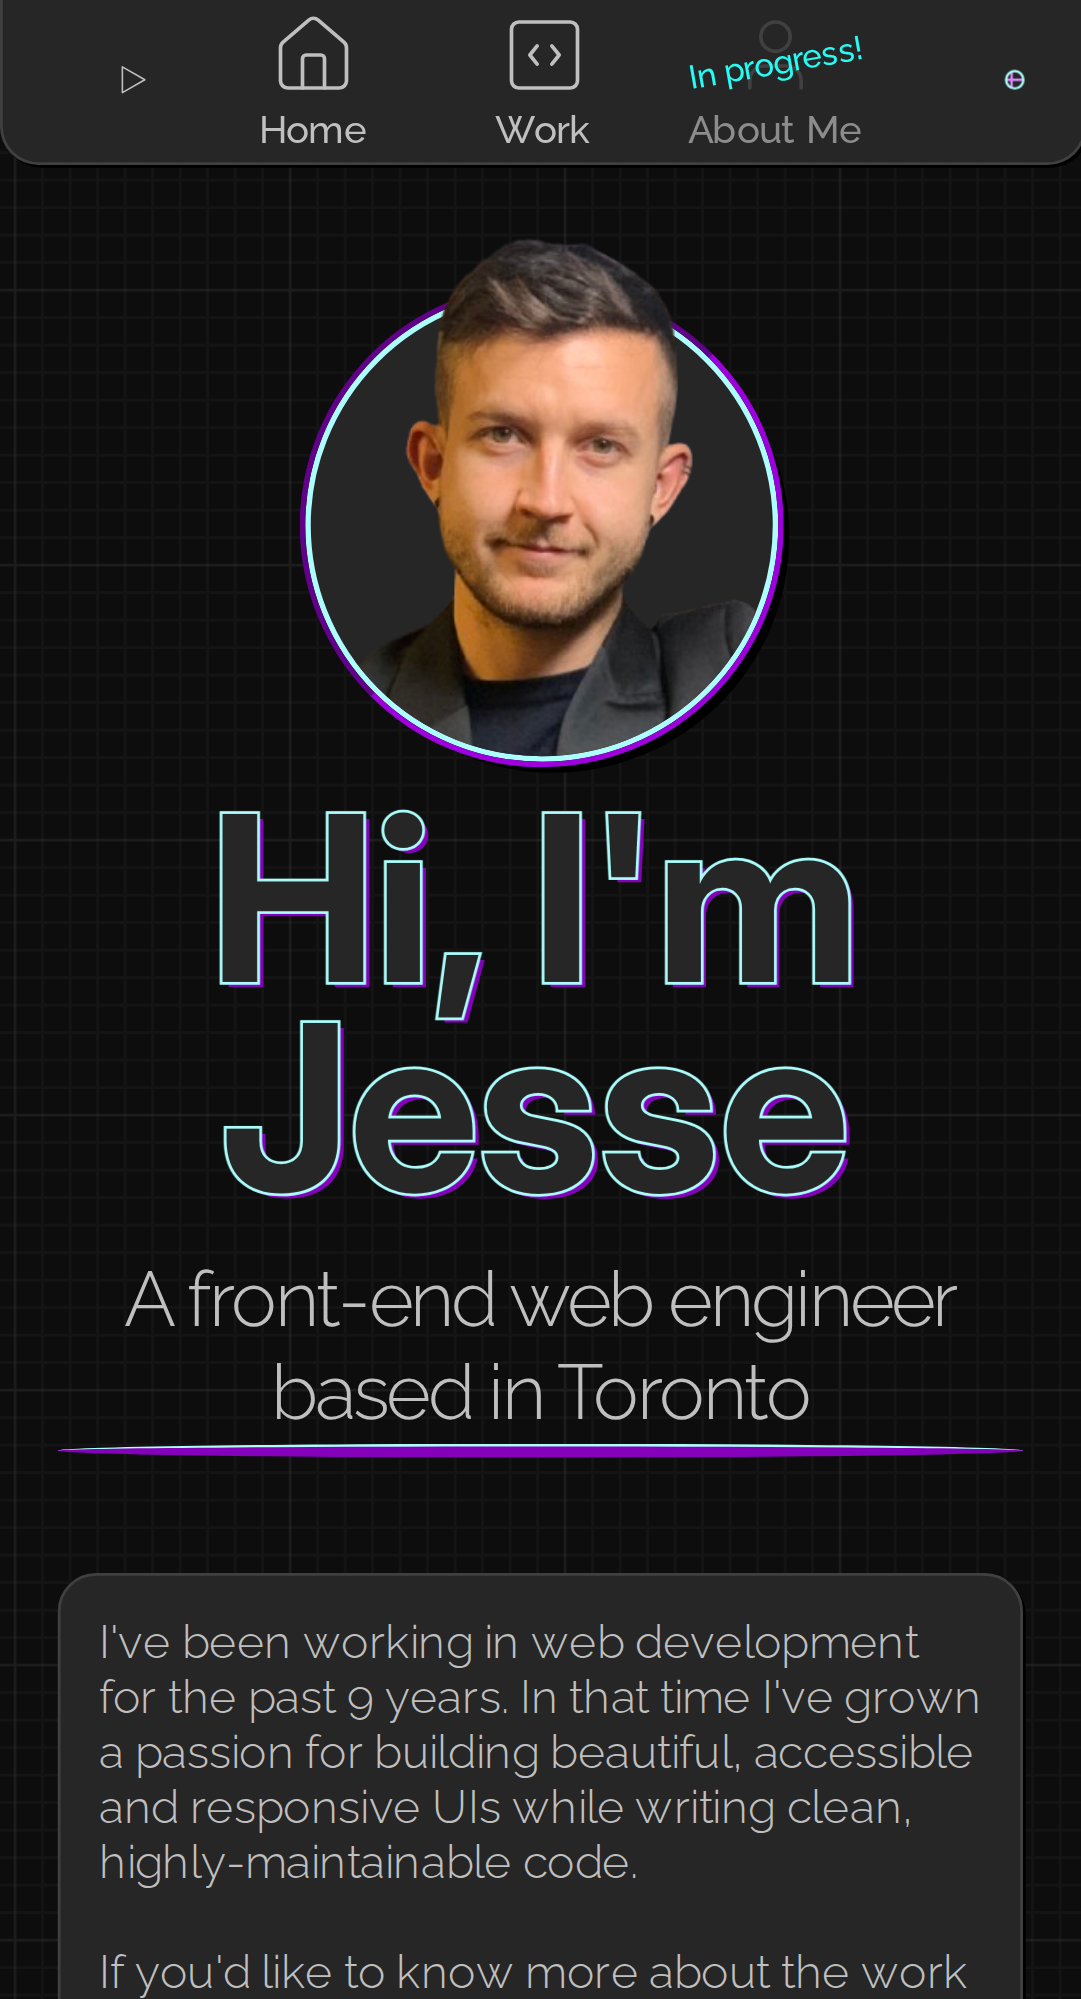 In progress!
Home
Work
About Me
Hi, I'm
Jesse
A front-end web engineer
based in Toronto
I've been working in web development
for the past 9 years. In that time I've grown
a passion for building beautiful, accessible
and responsive UIs while writing clean,
highly-maintainable code.
If you'd like to know more about the work